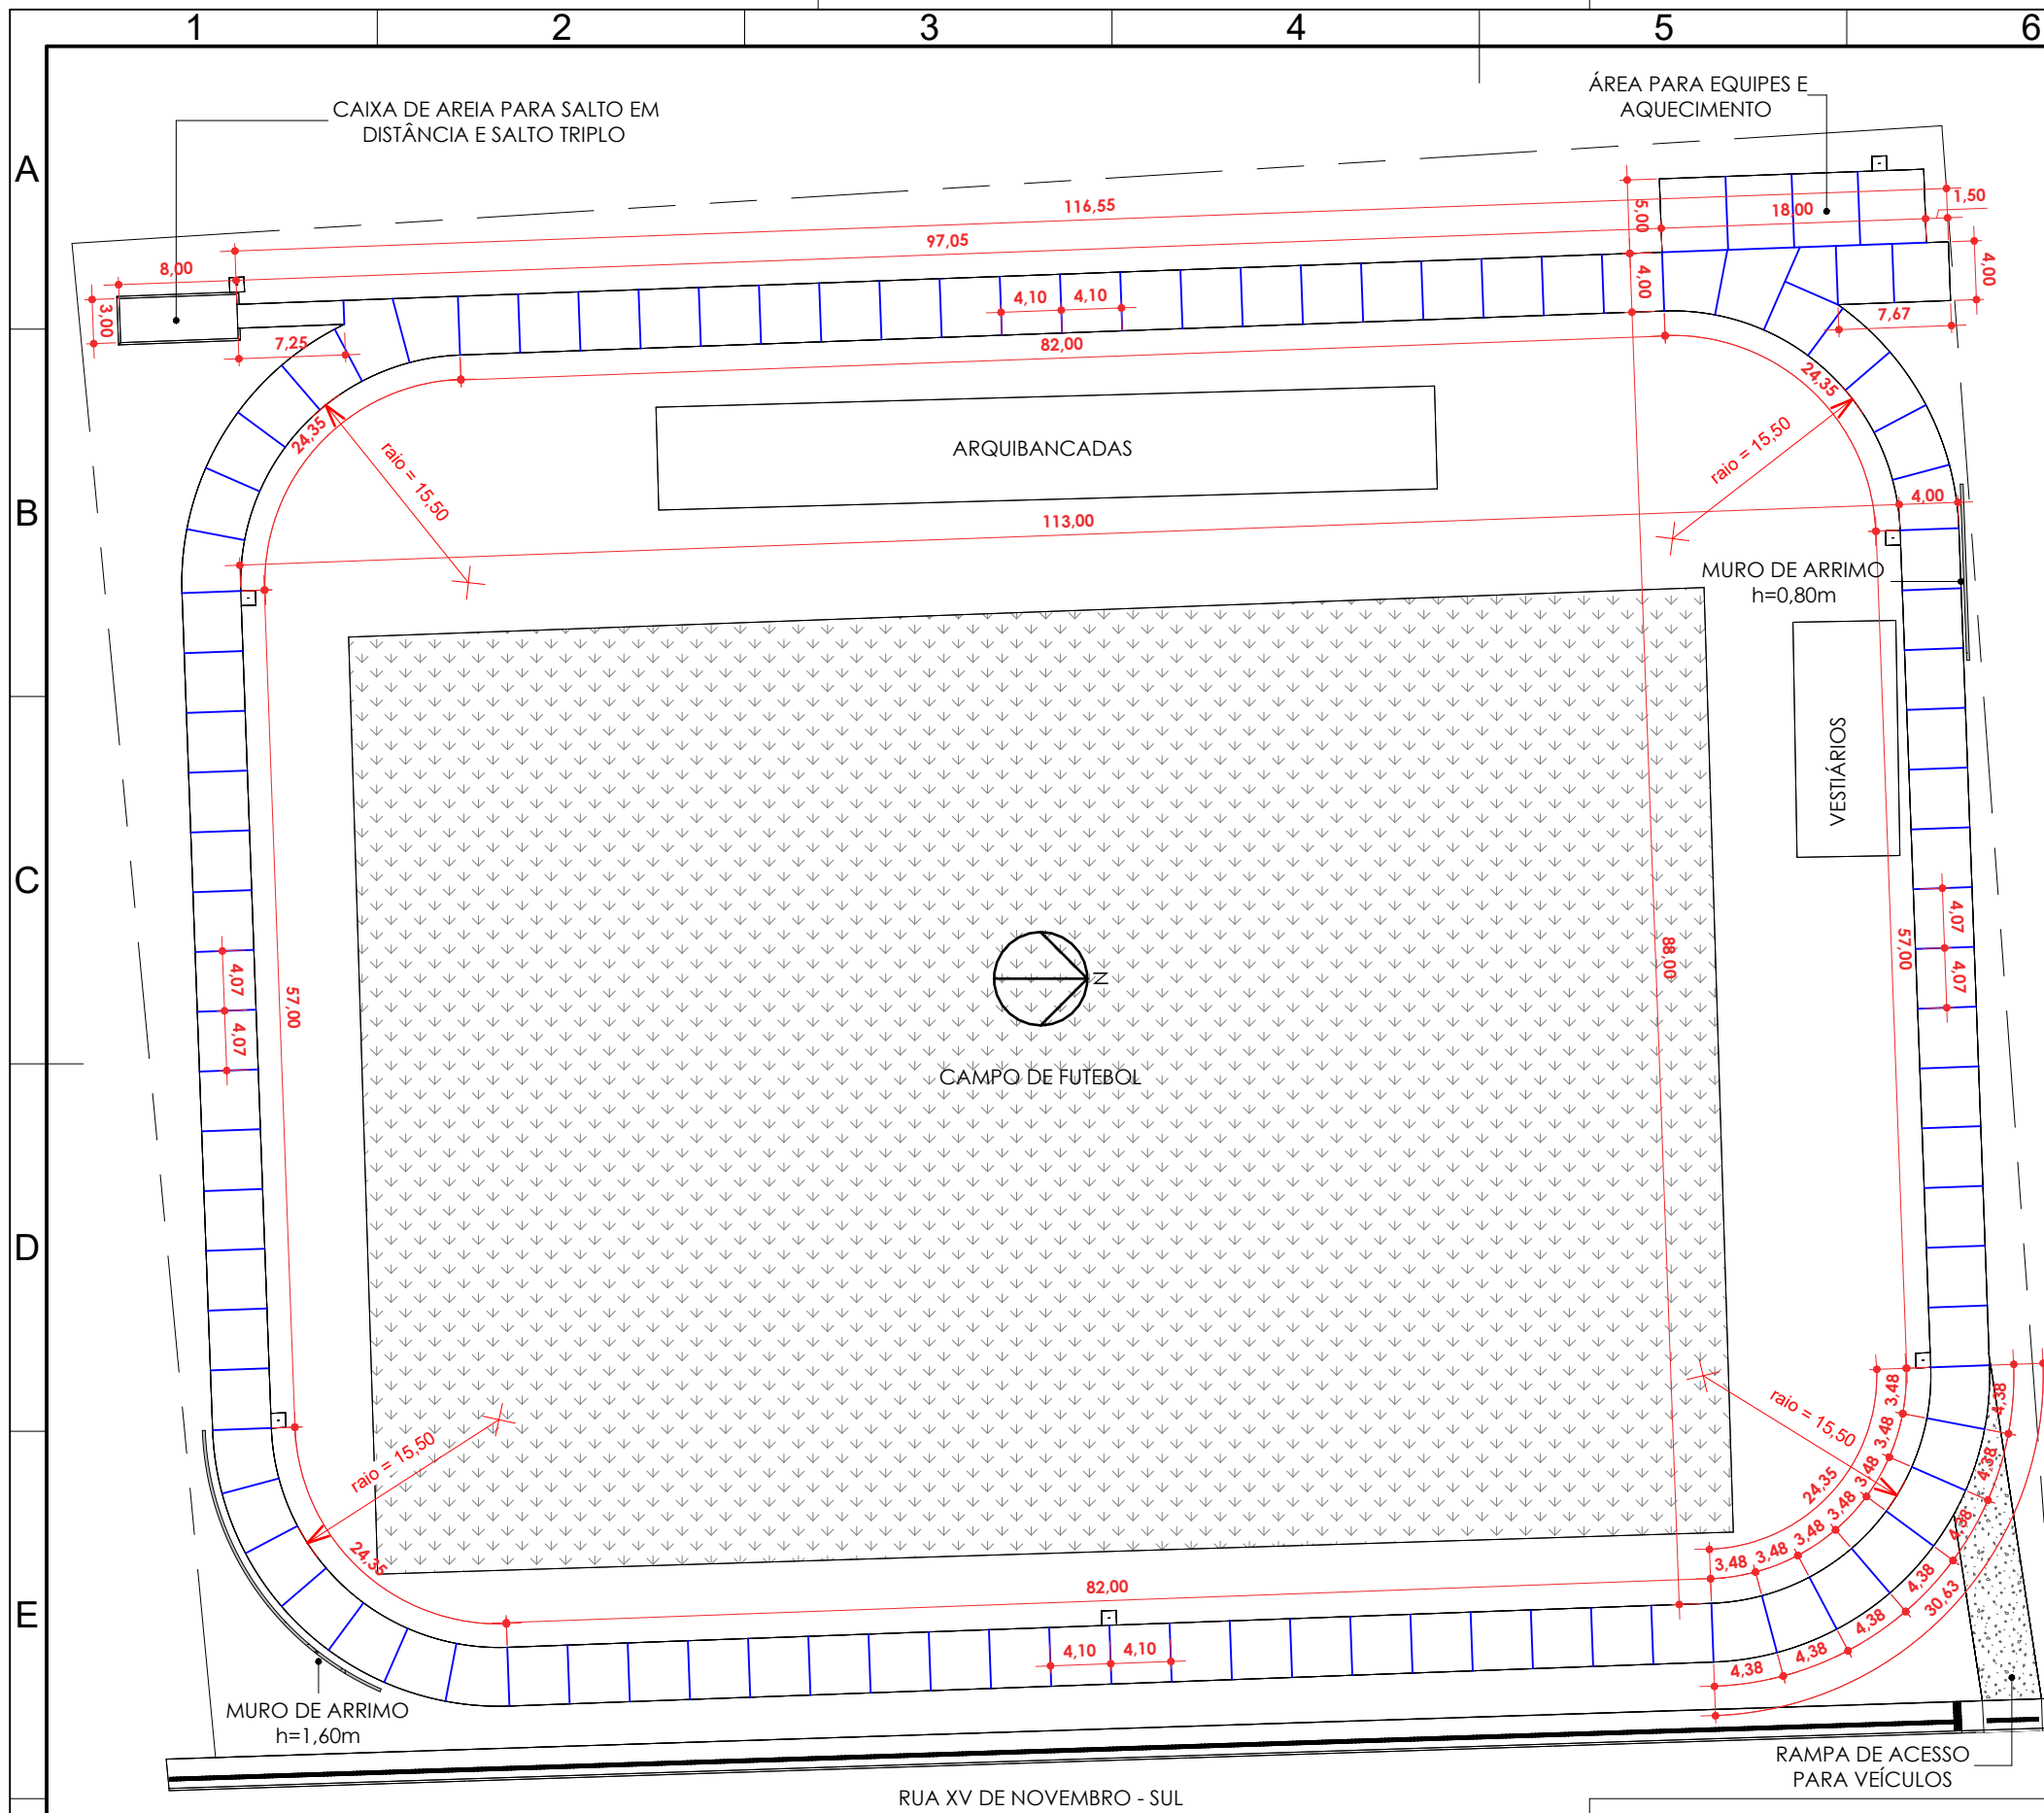 1
2
3
4
5
6
A
B
C
D
E
CAIXA DE AREIA PARA SALTO EM
DISTÂNCIA E SALTO TRIPLO
ÁREA PARA EQUIPES E
AQUECIMENTO
116,55
97,05
5,00
18,00
1,50
8,00
3,00
7,25
4,10
4,10
4,00
4,00
7,67
82,00
24,35
raio = 15,50
ARQUIBANCADAS
24,35
raio = 15,50
113,00
4,00
MURO DE ARRIMO
h=0,80m
VESTIÁRIOS
57,00
4,07
4,07
88,00
57,00
4,07
4,07
N
CAMPO DE FUTEBOL
raio = 15,50
24,35
82,00
4,10
4,10
raio = 15,50
24,35
3,48
3,48
3,48
3,48
3,48
3,48
3,48
4,38
4,38
4,38
4,38
4,38
4,38
4,38
30,63
MURO DE ARRIMO
h=1,60m
RAMPA DE ACESSO
PARA VEÍCULOS
RUA XV DE NOVEMBRO - SUL